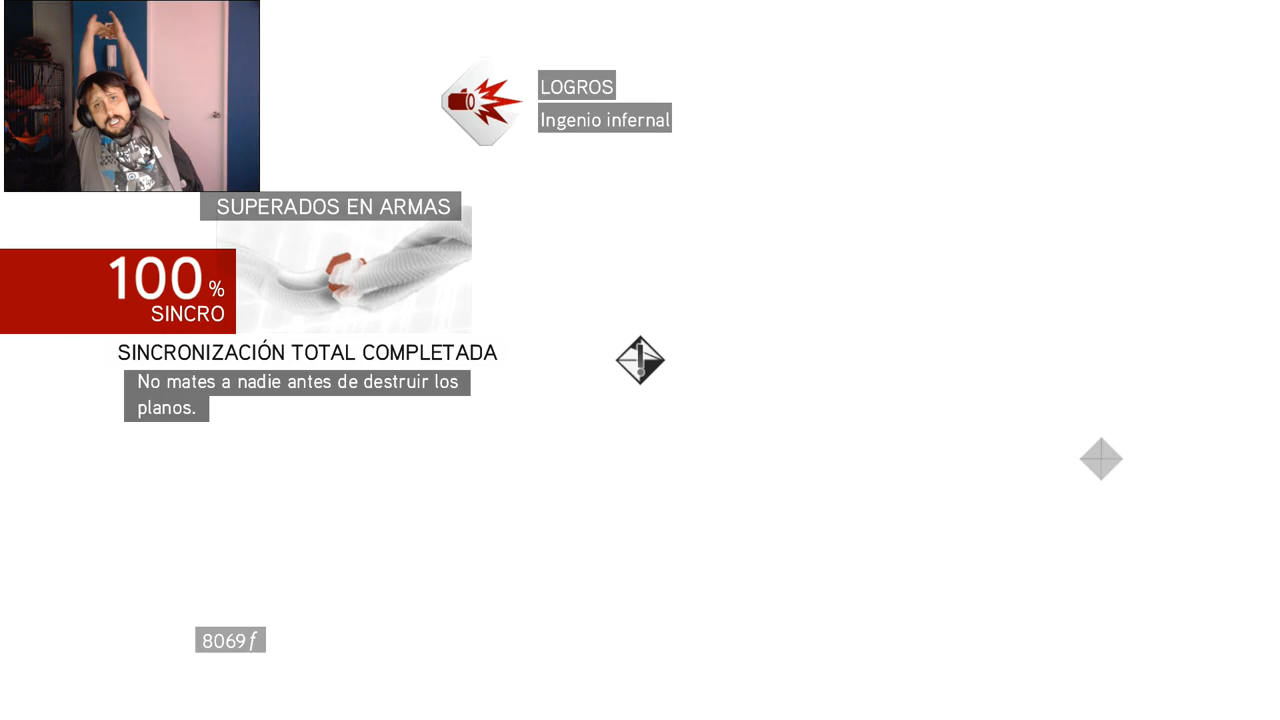 LOGROS
Ingenio infernal
SUPERADOS EN ARMAS
100 %
SINCRO
SINCRONIZACIÓN TOTAL COMPLETADA
No mates a nadie antes de destruir los
planos.
8069 ƒ